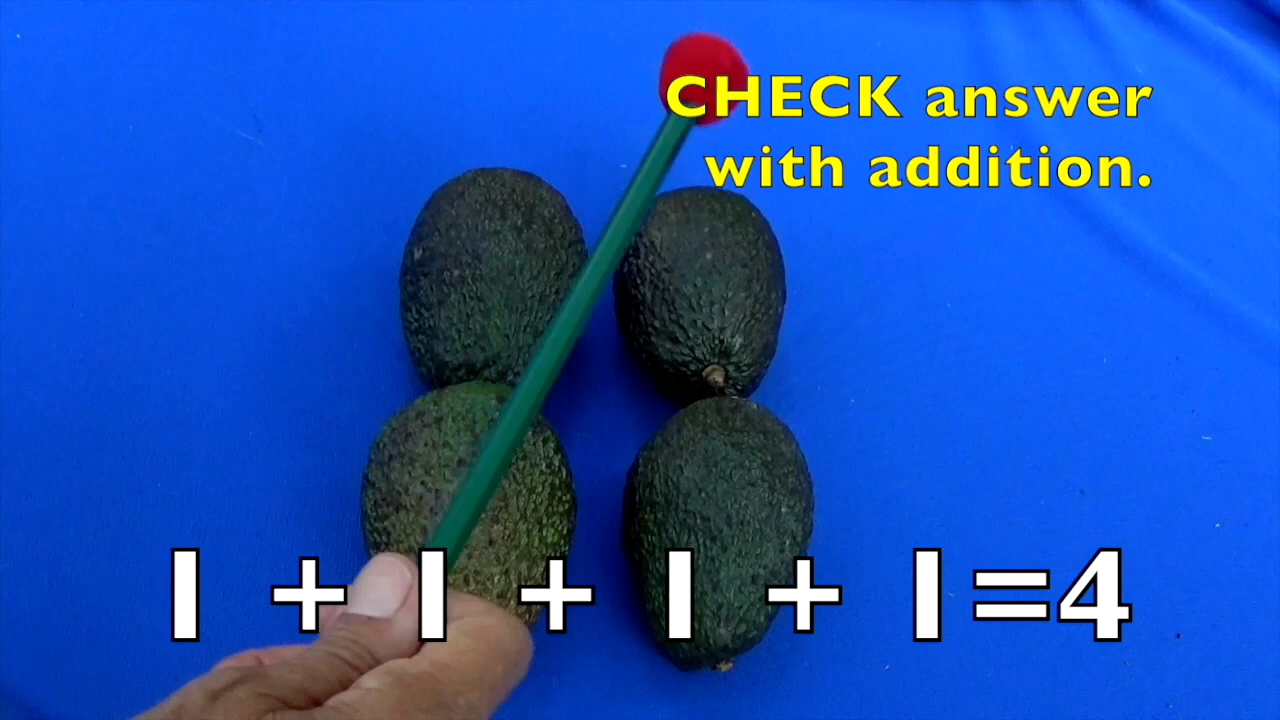 CHECK answer
with addition.
1 + 1 + 1 + 1=4